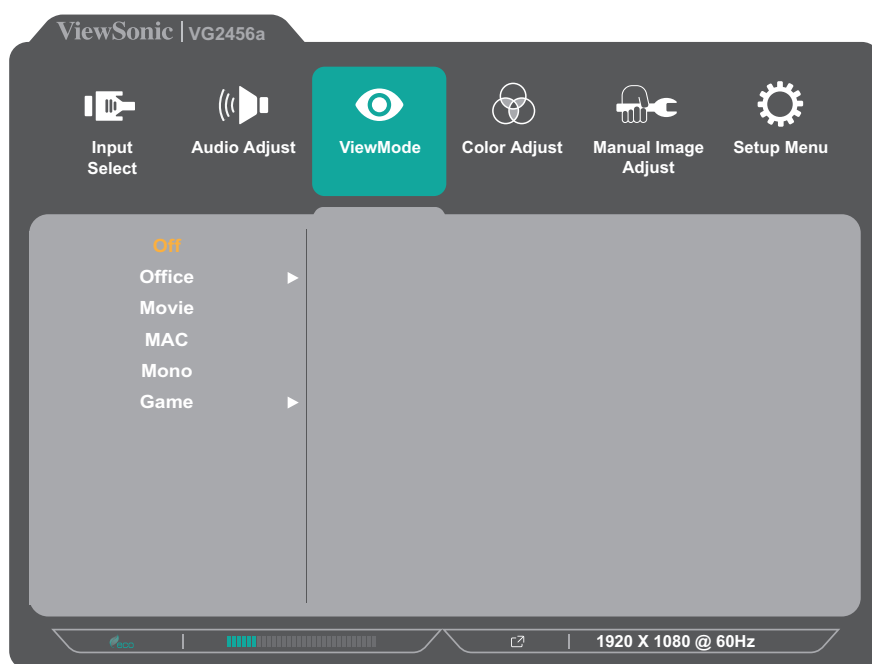 ViewSonic | VG2456a
Input Select
Audio Adjust
ViewMode
Color Adjust
Manual Image Adjust
Setup Menu
Off
Office
Movie
MAC
Mono
Game
eco
1920 X 1080 @ 60Hz